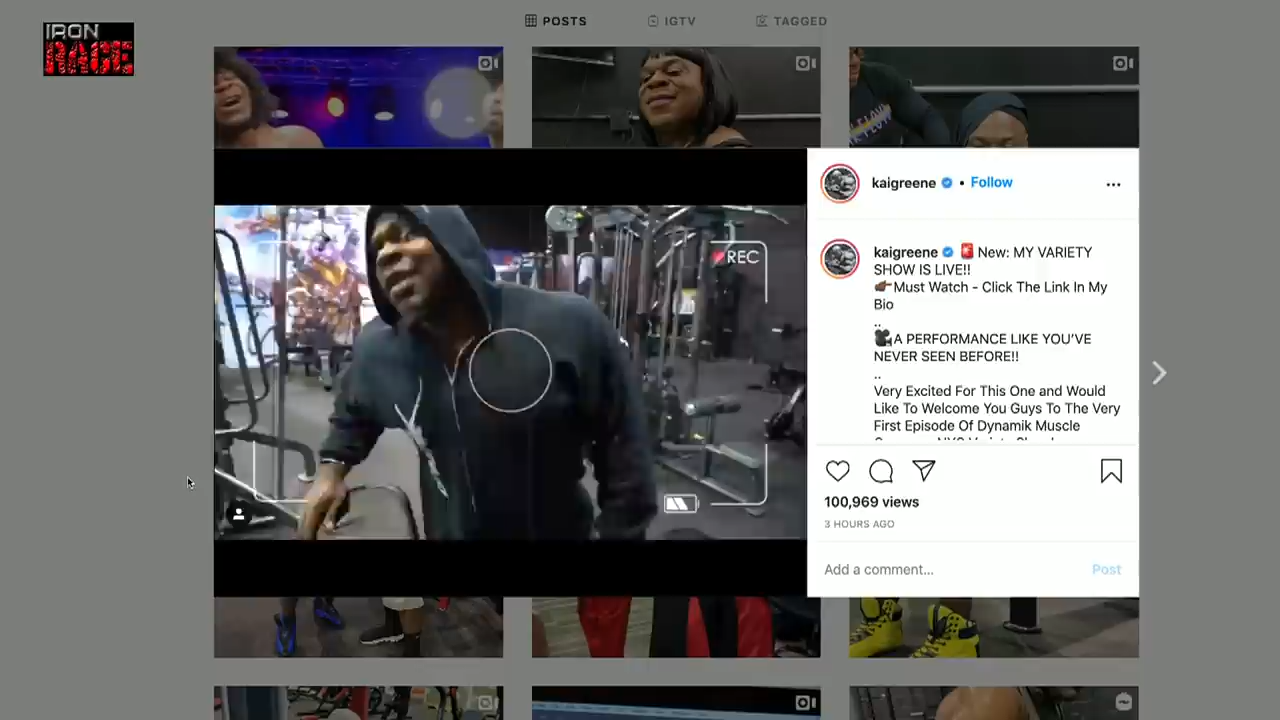 IRON
RAGE
POSTS
IGTV
TAGGED
kaigreene • Follow
REC
kaigreene New: MY VARIETY
SHOW IS LIVE!!
Must Watch - Click The Link In My
Bio
..
A PERFORMANCE LIKE YOU'VE
NEVER SEEN BEFORE!!
..
Very Excited For This One and Would
Like To Welcome You Guys To The Very
First Episode Of Dynamik Muscle
100,969 views
3 HOURS AGO
Add a comment...
Post